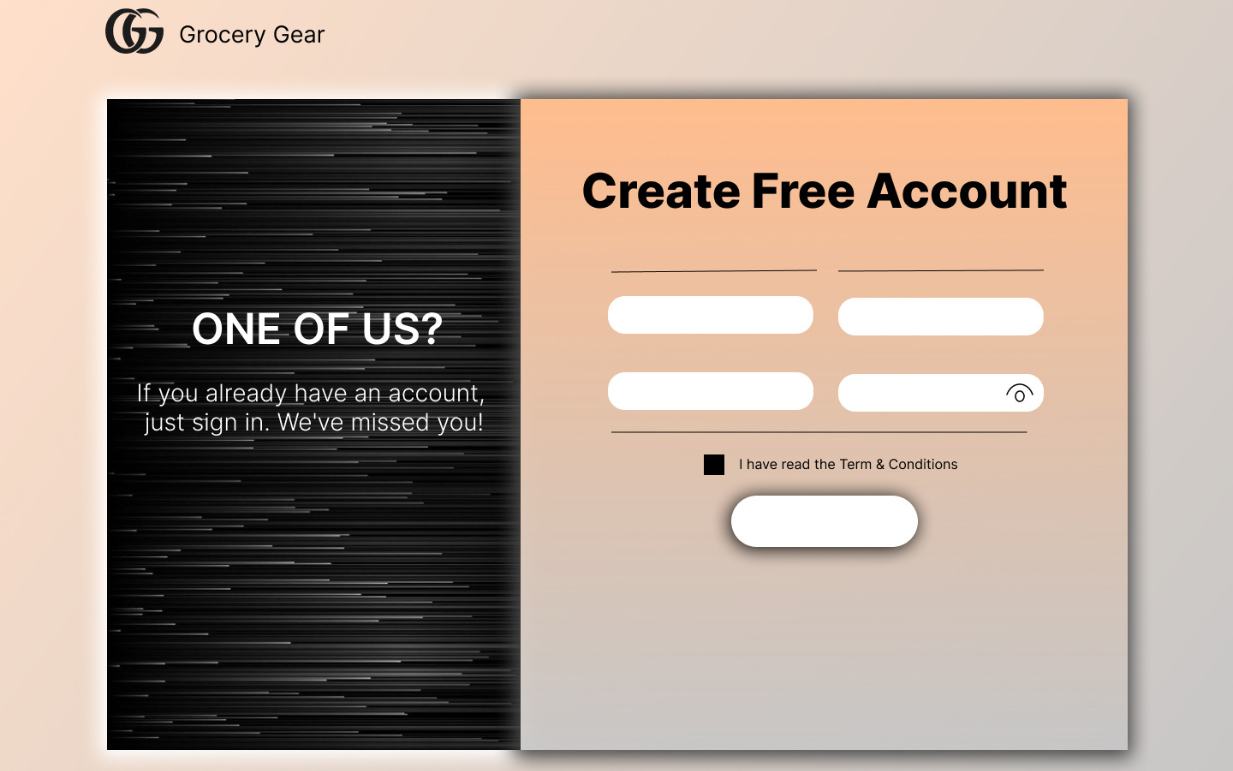 GG
Grocery Gear
Create Free Account
ONE OF US?
If you already have an account,
just sign in. We've missed you!
I have read the Term & Conditions